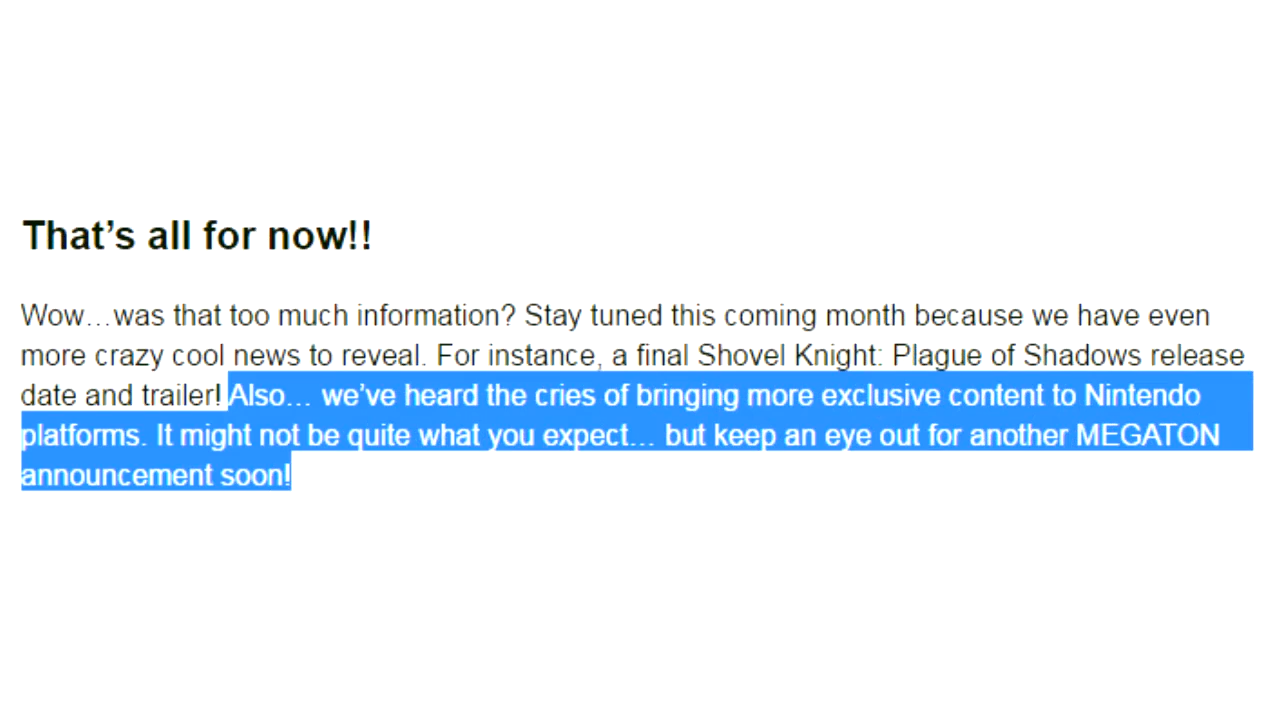 That’s all for now!!
Wow…was that too much information? Stay tuned this coming month because we have even
more crazy cool news to reveal. For instance, a final Shovel Knight: Plague of Shadows release
date and trailer! Also… we’ve heard the cries of bringing more exclusive content to Nintendo
platforms. It might not be quite what you expect… but keep an eye out for another MEGATON
announcement soon!